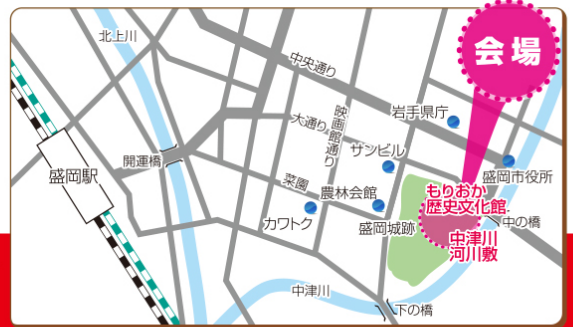 会場
北上川
中央通り
映画館通り
大通り
岩手県庁
サンビル
開運橋
盛岡駅
菜園
農林会館
カワトク
盛岡城跡
盛岡市役所
もりおか
歴史文化館
中の橋
中津川
河川敷
中津川
下の橋